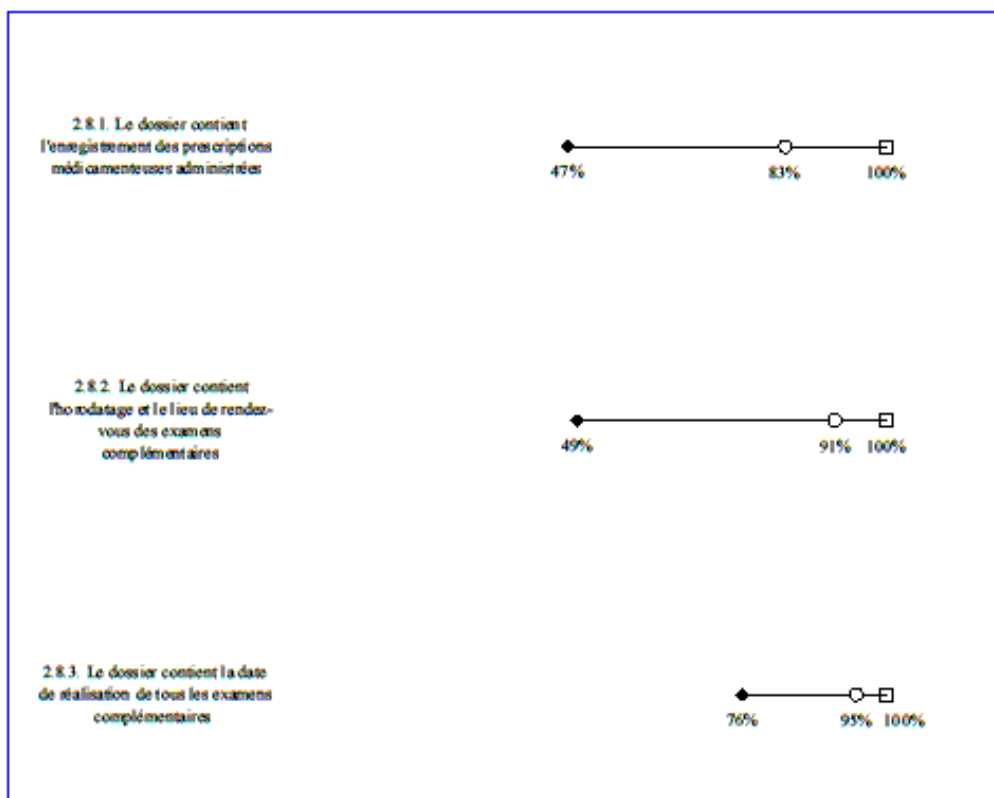 2.8.1. Le dossier contient
l'enregistrement des prescriptions
médicamenteuses administrées
47%
83%
100%
2.8.2. Le dossier contient
l'horodatage et le lieu de rendez-
vous des examens
complémentaires
49%
91%
100%
2.8.3. Le dossier contient la date
de réalisation de tous les examens
complémentaires
76%
95%
100%